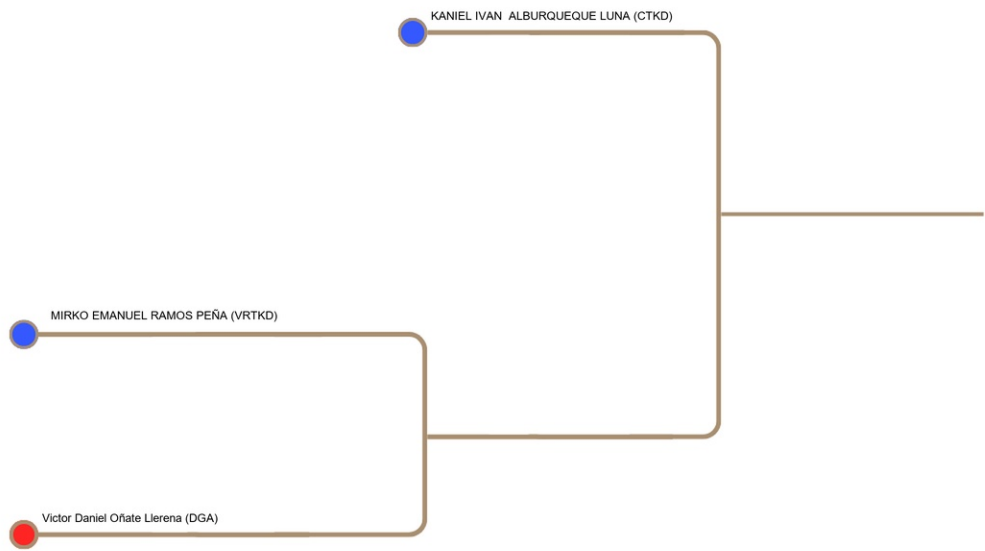 KANIEL IVAN  ALBURQUEQUE LUNA (CTKD)
MIRKO EMANUEL RAMOS PEÑA (VRTKD)
Victor Daniel Oñate Llerena (DGA)